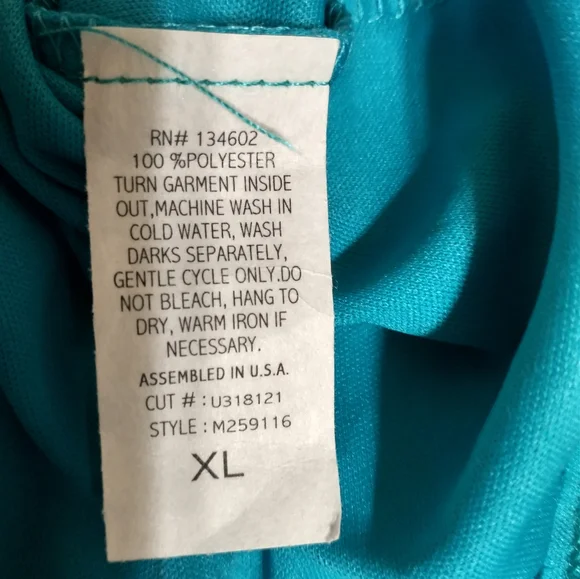 RN# 134602
100 %POLYESTER
TURN GARMENT INSIDE
OUT,MACHINE WASH IN
COLD WATER, WASH
DARKS SEPARATELY,
GENTLE CYCLE ONLY.DO
NOT BLEACH, HANG TO
DRY, WARM IRON IF
NECESSARY.
ASSEMBLED IN U.S.A.
CUT # : U318121
STYLE : M259116
XL